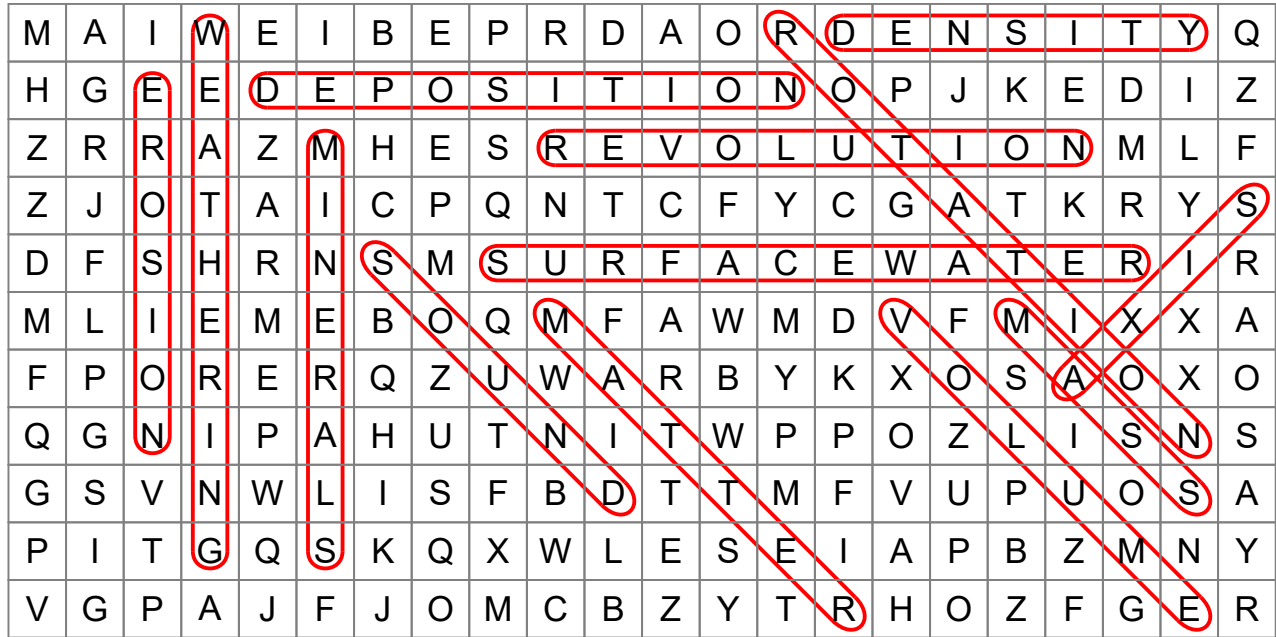 M A I W E I B E P R D A O R D E N S I T Y Q
H G E E D E P O S I T I O N O P J K E D I Z
Z R R A Z M H E S R E V O L U T I O N M L F
Z J O T A I C P Q N T C F Y C G A T K R Y S
D F S H R N S M S U R F A C E W A T E R I R
M L I E M E B O Q M F A W M D V F M I X X A
F P O R E R Q Z U W A R B Y K X O S A O X O
Q G N I P A H U T N I T W P P O Z L I S N S
G S V N W L I S F B D T T M F V U P U O S A
P I T G Q S K Q X W L E S E I A P B Z M N Y
V G P A J F J O M C B Z Y T R H O Z F G E R